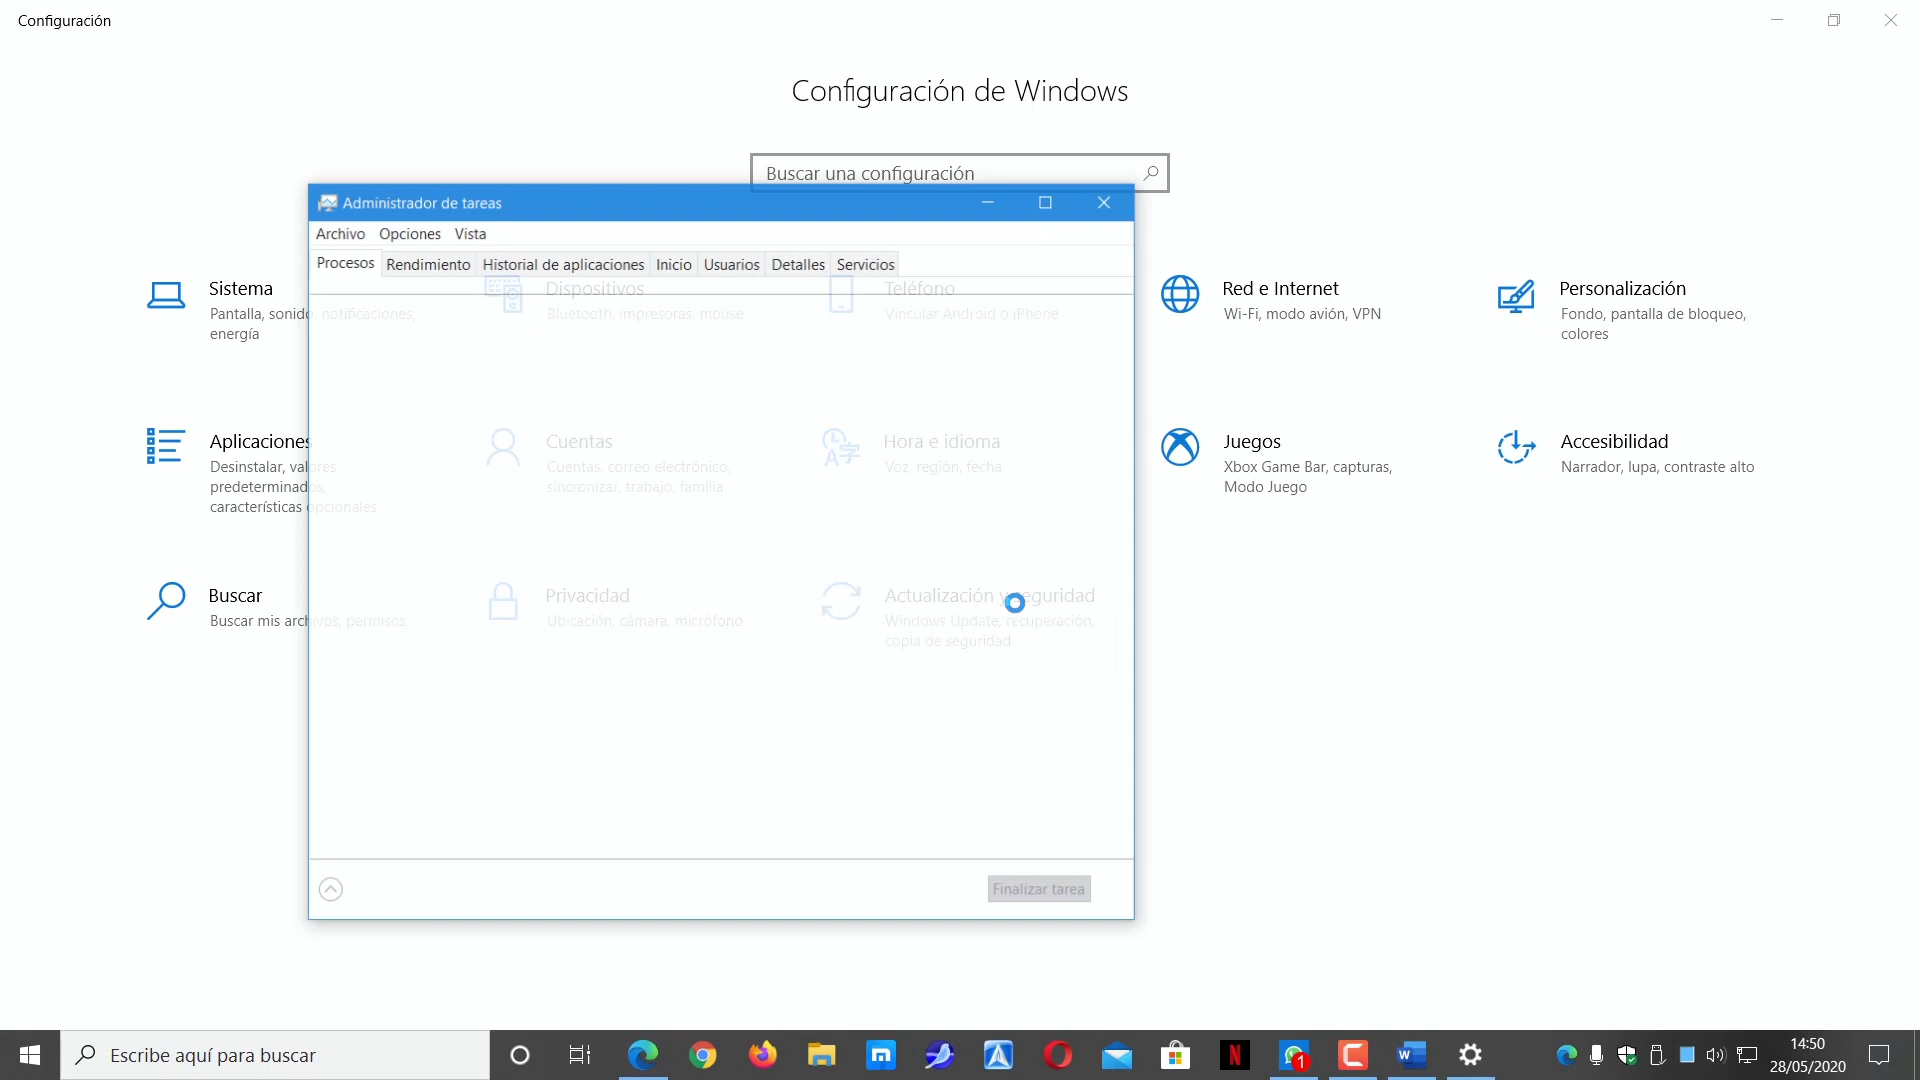 Configuración
Configuración de Windows
Buscar una configuración
Administrador de tareas
Archivo Opciones Vista
Procesos Rendimiento Historial de aplicaciones Inicio Usuarios Detalles Servicios
Sistema
Pantalla, sonido, notificaciones,
energía
Dispositivos
Bluetooth, impresoras, mouse
Teléfono
Vincular Android o iPhone
Red e Internet
Wi-Fi, modo avión, VPN
Personalización
Fondo, pantalla de bloqueo,
colores
Aplicaciones
Desinstalar, valores
predeterminados,
características opcionales
Cuentas
Cuentas, correo electrónico,
sincronizar, trabajo, familia
Hora e idioma
Voz, región, fecha
Juegos
Xbox Game Bar, capturas,
Modo Juego
Accesibilidad
Narrador, lupa, contraste alto
Buscar
Buscar mis archivos, permisos
Privacidad
Ubicación, cámara, micrófono
Actualización y seguridad
Windows Update, recuperación,
copia de seguridad
Finalizar tarea
Escribe aquí para buscar
1
14:50
28/05/2020